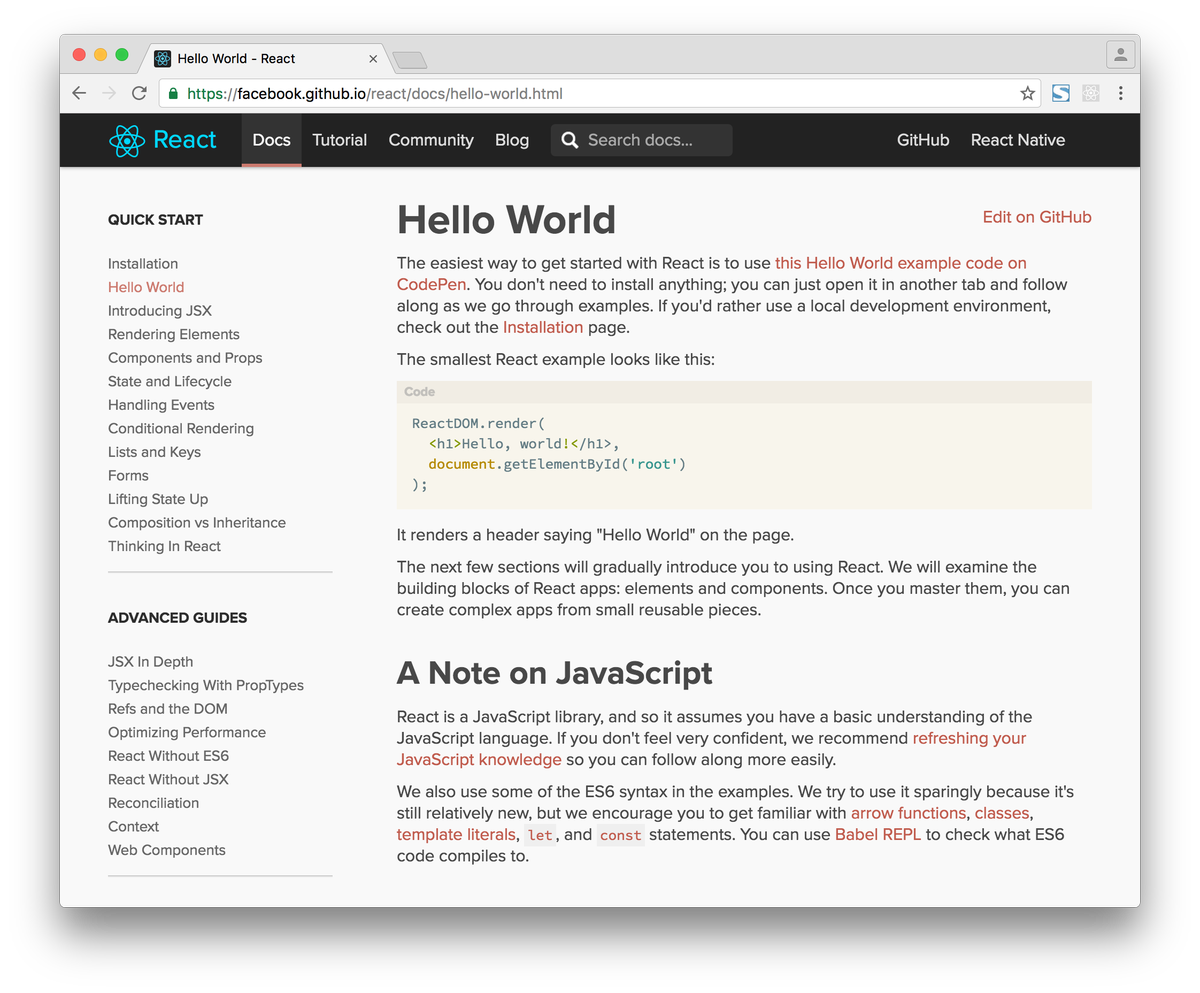 Hello World - React
https://facebook.github.io/react/docs/hello-world.html
React Docs Tutorial Community Blog Search docs... GitHub React Native
QUICK START
Installation
Hello World
Introducing JSX
Rendering Elements
Components and Props
State and Lifecycle
Handling Events
Conditional Rendering
Lists and Keys
Forms
Lifting State Up
Composition vs Inheritance
Thinking In React
ADVANCED GUIDES
JSX In Depth
Typechecking With PropTypes
Refs and the DOM
Optimizing Performance
React Without ES6
React Without JSX
Reconciliation
Context
Web Components
Hello World
Edit on GitHub
The easiest way to get started with React is to use this Hello World example code on
CodePen. You don't need to install anything; you can just open it in another tab and follow
along as we go through examples. If you'd rather use a local development environment,
check out the Installation page.
The smallest React example looks like this:
Code
ReactDOM.render(
  <h1>Hello, world!</h1>,
  document.getElementById('root')
);
It renders a header saying "Hello World" on the page.
The next few sections will gradually introduce you to using React. We will examine the
building blocks of React apps: elements and components. Once you master them, you can
create complex apps from small reusable pieces.
A Note on JavaScript
React is a JavaScript library, and so it assumes you have a basic understanding of the
JavaScript language. If you don't feel very confident, we recommend refreshing your
JavaScript knowledge so you can follow along more easily.
We also use some of the ES6 syntax in the examples. We try to use it sparingly because it's
still relatively new, but we encourage you to get familiar with arrow functions, classes,
template literals, let, and const statements. You can use Babel REPL to check what ES6
code compiles to.